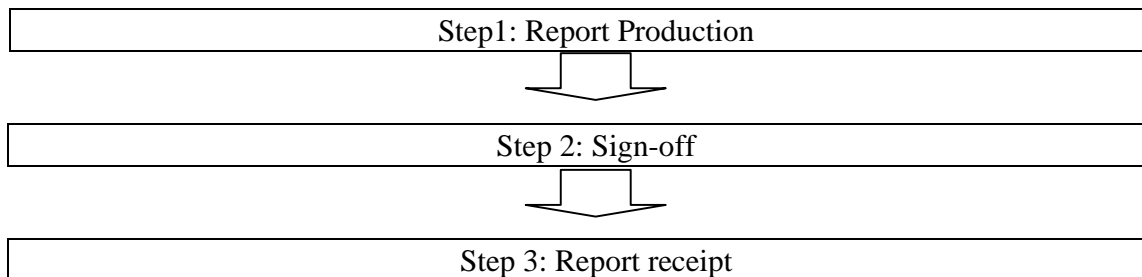 Step1: Report Production
Step 2: Sign-off
Step 3: Report receipt